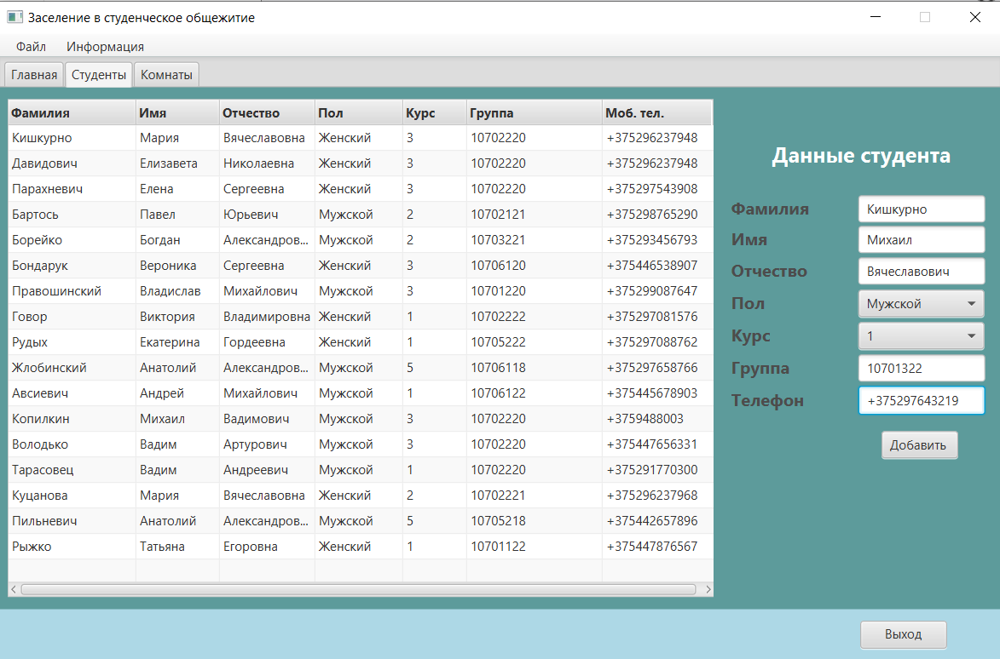 Заселение в студенческое общежитие
Файл Информация
Главная Студенты Комнаты
Фамилия Имя Отчество Пол Курс Группа Моб. тел.
Кишкурно Мария Вячеславовна Женский 3 10702220 +375296237948
Давидович Елизавета Николаевна Женский 3 10702220 +375296237948
Парахневич Елена Сергеевна Женский 3 10702220 +375297543908
Бартось Павел Юрьевич Мужской 2 10702121 +375298765290
Борейко Богдан Александров... Мужской 2 10703221 +375293456793
Бондарук Вероника Сергеевна Женский 3 10706120 +375446538907
Правошинский Владислав Михайлович Мужской 3 10701220 +375299087647
Говор Виктория Владимировна Женский 1 10702222 +375297081576
Рудых Екатерина Гордеевна Женский 1 10705222 +375297088762
Жлобинский Анатолий Александров... Мужской 5 10706118 +375297658766
Авсиевич Андрей Михайлович Мужской 1 10706122 +375445678903
Копилкин Михаил Вадимович Мужской 3 10702220 +3759488003
Володько Вадим Артурович Мужской 3 10702220 +375447656331
Тарасовец Вадим Андреевич Мужской 1 10702220 +375291770300
Куцанова Мария Вячеславовна Женский 2 10702221 +375296237968
Пильневич Анатолий Александров... Мужской 5 10705218 +375442657896
Рыжко Татьяна Егоровна Женский 1 10701122 +375447876567
Данные студента
Фамилия Кишкурно
Имя Михаил
Отчество Вячеславович
Пол Мужской
Курс 1
Группа 10701322
Телефон +375297643219
Добавить
Выход